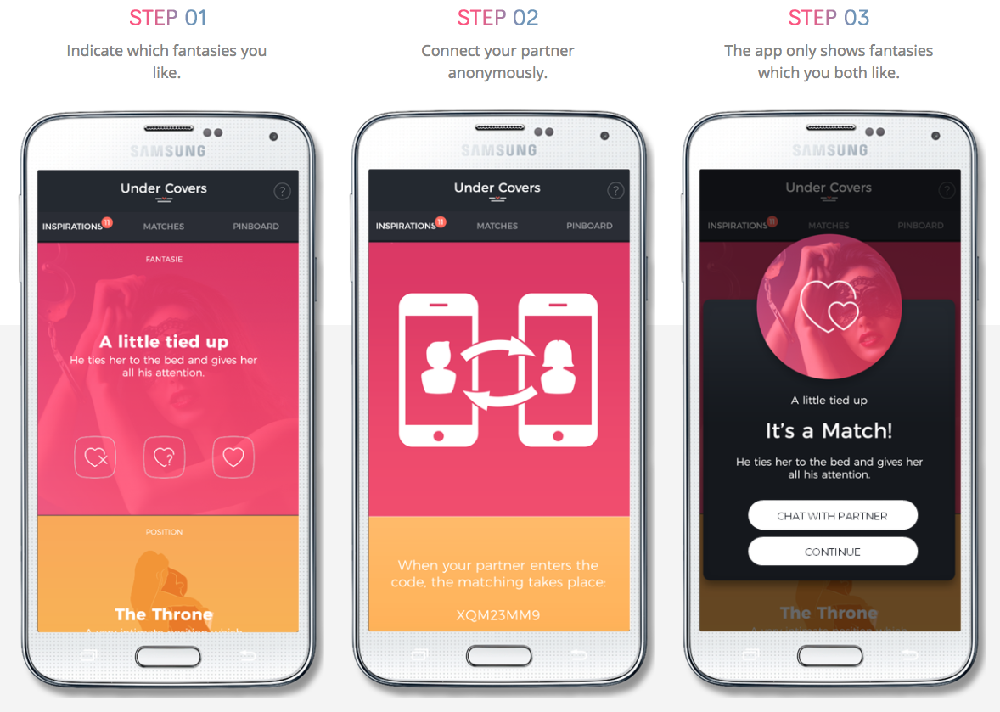 STEP 01
Indicate which fantasies you
like.
SAMSUNG
Under Covers
?
INSPIRATIONS 11 MATCHES PINBOARD
FANTASIE
A little tied up
He ties her to the bed and gives her
all his attention.
?
POSITION
The Throne
A very intimate position which
STEP 02
Connect your partner
anonymously.
SAMSUNG
Under Covers
?
INSPIRATIONS 11 MATCHES PINBOARD
When your partner enters the
code, the matching takes place:
XQM23MM9
STEP 03
The app only shows fantasies
which you both like.
SAMSUNG
Under Covers
?
INSPIRATIONS 11 MATCHES PINBOARD
A little tied up
It's a Match!
He ties her to the bed and gives her
all his attention.
CHAT WITH PARTNER
CONTINUE
The Throne
A very intimate position which